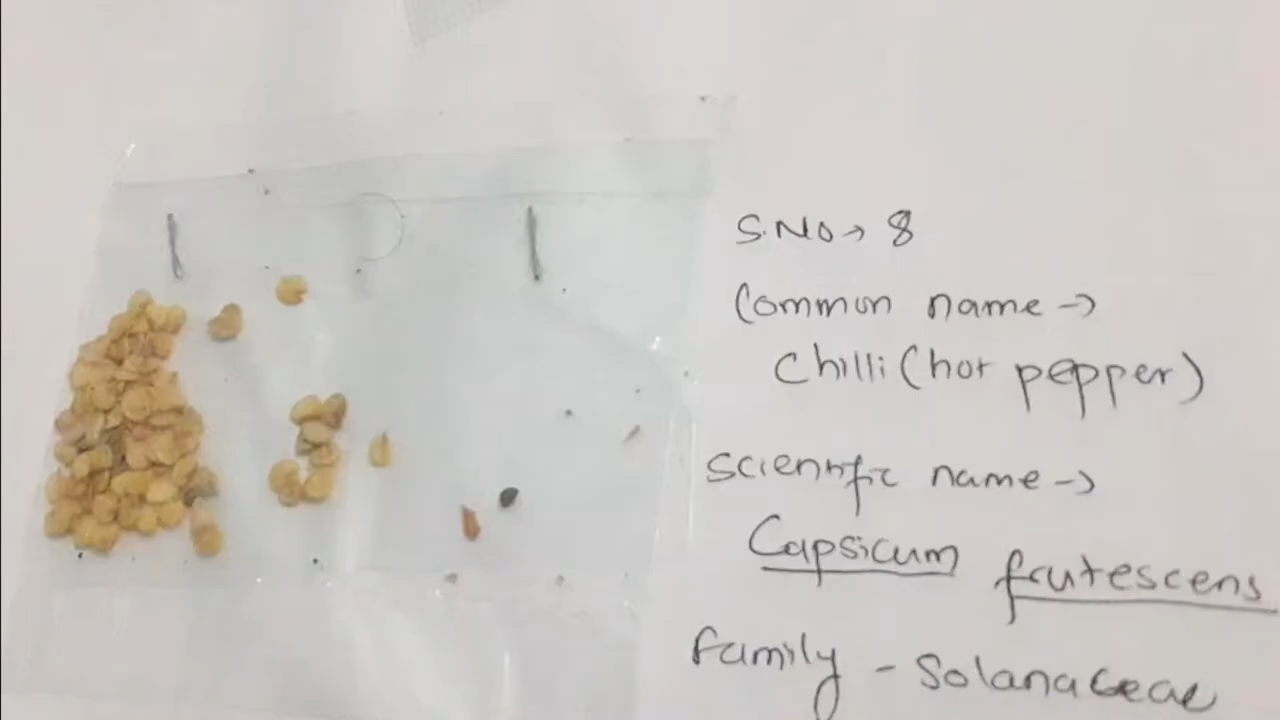 S.No → 8
Common name →
Chilli (hot pepper)
Scientific name →
Capsicum frutescens
Family - Solanaceae